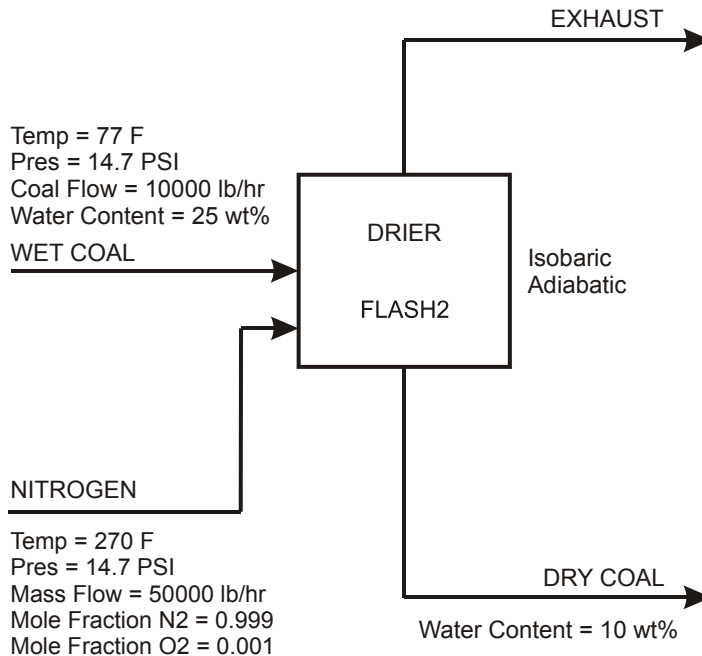 EXHAUST
Temp = 77 F
Pres = 14.7 PSI
Coal Flow = 10000 lb/hr
Water Content = 25 wt%
WET COAL
DRIER
FLASH2
Isobaric
Adiabatic
NITROGEN
Temp = 270 F
Pres = 14.7 PSI
Mass Flow = 50000 lb/hr
Mole Fraction N2 = 0.999
Mole Fraction O2 = 0.001
DRY COAL
Water Content = 10 wt%